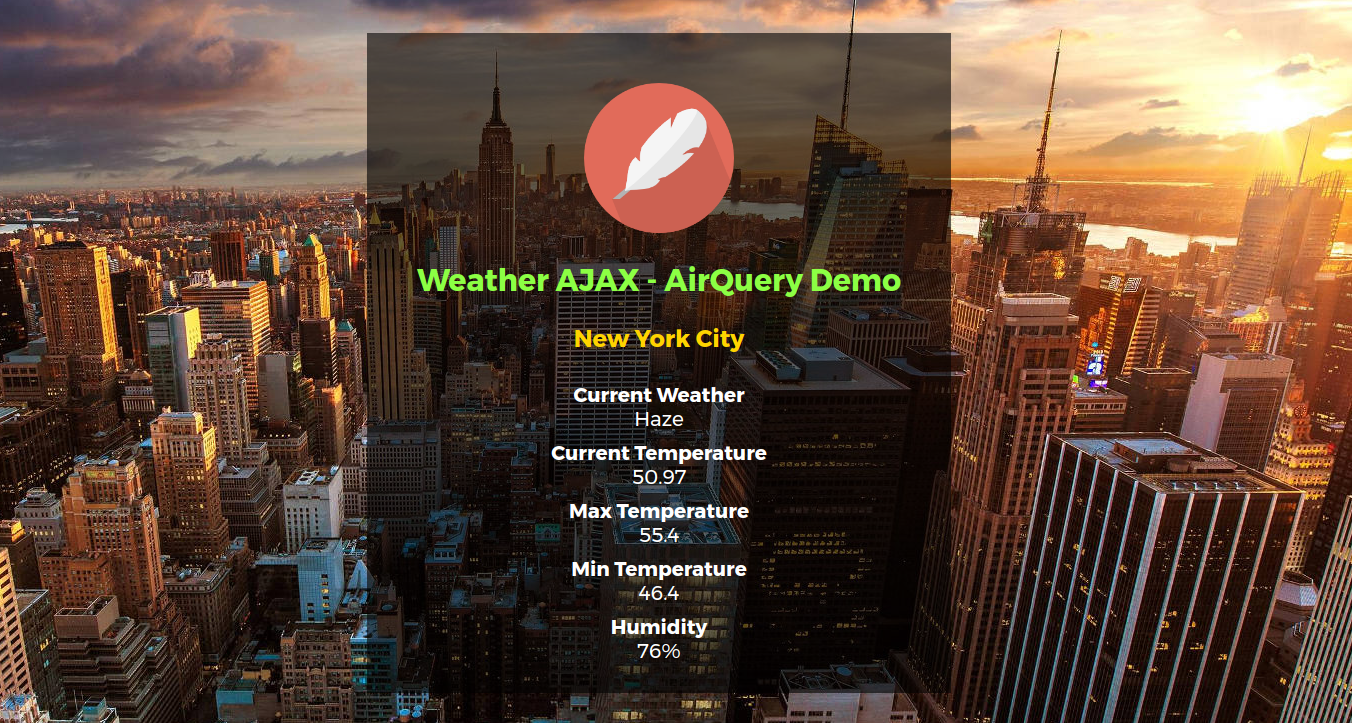 Weather AJAX - AirQuery Demo
New York City
Current Weather
Haze
Current Temperature
50.97
Max Temperature
55.4
Min Temperature
46.4
Humidity
76%